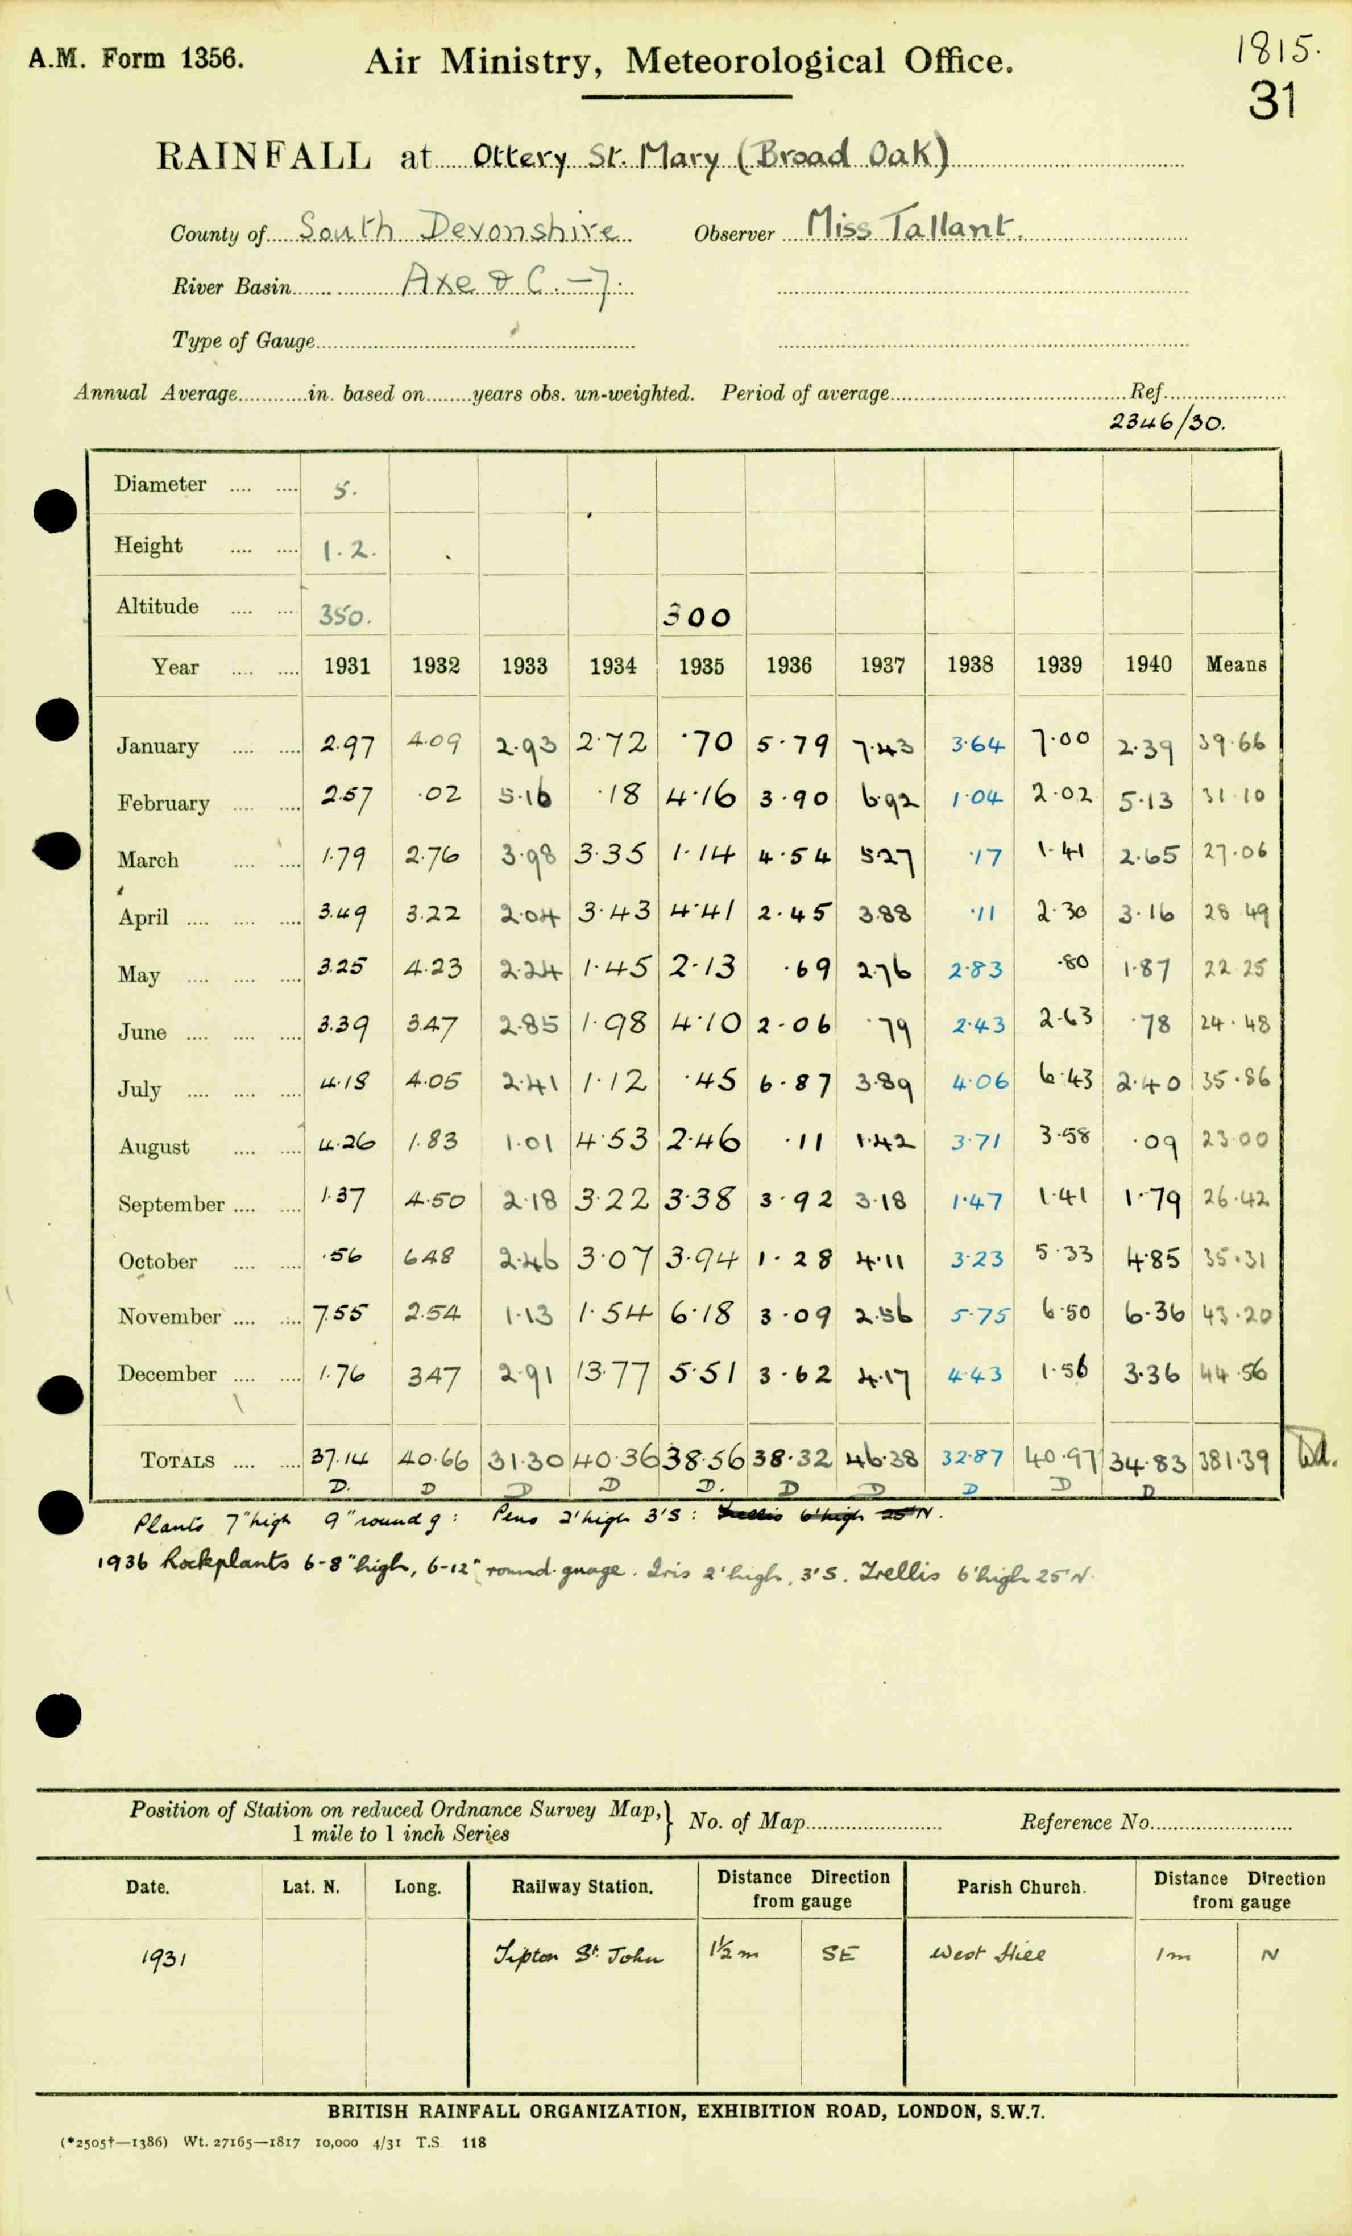 A.M. Form 1356. Air Ministry, Meteorological Office. 1815.
31
RAINFALL at Ottery St. Mary (Broad Oak)
County of South Devonshire Observer Miss Tallant.
River Basin Axe & C. -7.
Type of Gauge
Annual Average in. based on years obs. un-weighted. Period of average Ref.
2346/30.
Diameter 5.
Height 1.2.
Altitude 350. 300
Year 1931 1932 1933 1934 1935 1936 1937 1938 1939 1940 Means
January 2.97 4.09 2.93 2.72 .70 5.79 7.43 3.64 7.00 2.39 39.66
February 2.57 .02 5.16 .18 4.16 3.90 6.92 1.04 2.02 5.13 31.10
March 1.79 2.76 3.98 3.35 1.14 4.54 5.27 .17 1.41 2.65 27.06
April 3.49 3.22 2.04 3.43 4.41 2.45 3.88 .11 2.30 3.16 28.49
May 3.25 4.23 2.24 1.45 2.13 .69 2.76 2.83 .80 1.87 22.25
June 3.39 3.47 2.85 1.98 4.10 2.06 .79 2.43 2.63 .78 24.48
July 4.18 4.05 2.41 1.12 .45 6.87 3.89 4.06 6.43 2.40 35.86
August 4.26 1.83 1.01 4.53 2.46 .11 1.42 3.71 3.58 .09 23.00
September 1.37 4.50 2.18 3.22 3.38 3.92 3.18 1.47 1.41 1.79 26.42
October .56 6.48 2.46 3.07 3.94 1.28 4.11 3.23 5.33 4.85 35.31
November 7.55 2.54 1.13 1.54 6.18 3.09 2.56 5.75 6.50 6.36 43.20
December 1.76 3.47 2.91 13.77 5.51 3.62 4.17 4.43 1.56 3.36 44.56
TOTALS 37.14 40.66 31.30 40.36 38.56 38.32 46.38 32.87 40.97 34.83 381.39
D. D D D D. D D D D D
Plants 7"high 9"round g: Pens 2'high 3'S: Trellis 6'high 25'N.
1936 Rockplants 6-8"high, 6-12" round guage. Iris 2'high, 3'S. Trellis 6'high 25'N.
Position of Station on reduced Ordnance Survey Map,} No. of Map Reference No.
1 mile to 1 inch Series
Date. Lat. N. Long. Railway Station. Distance Direction from gauge Parish Church. Distance Direction from gauge
1931 Tipton St. John 1½ m SE West Hill 1m N
BRITISH RAINFALL ORGANIZATION, EXHIBITION ROAD, LONDON, S.W.7.
(*2505†—1386) Wt. 27165—1817 10,000 4/31 T.S. 118